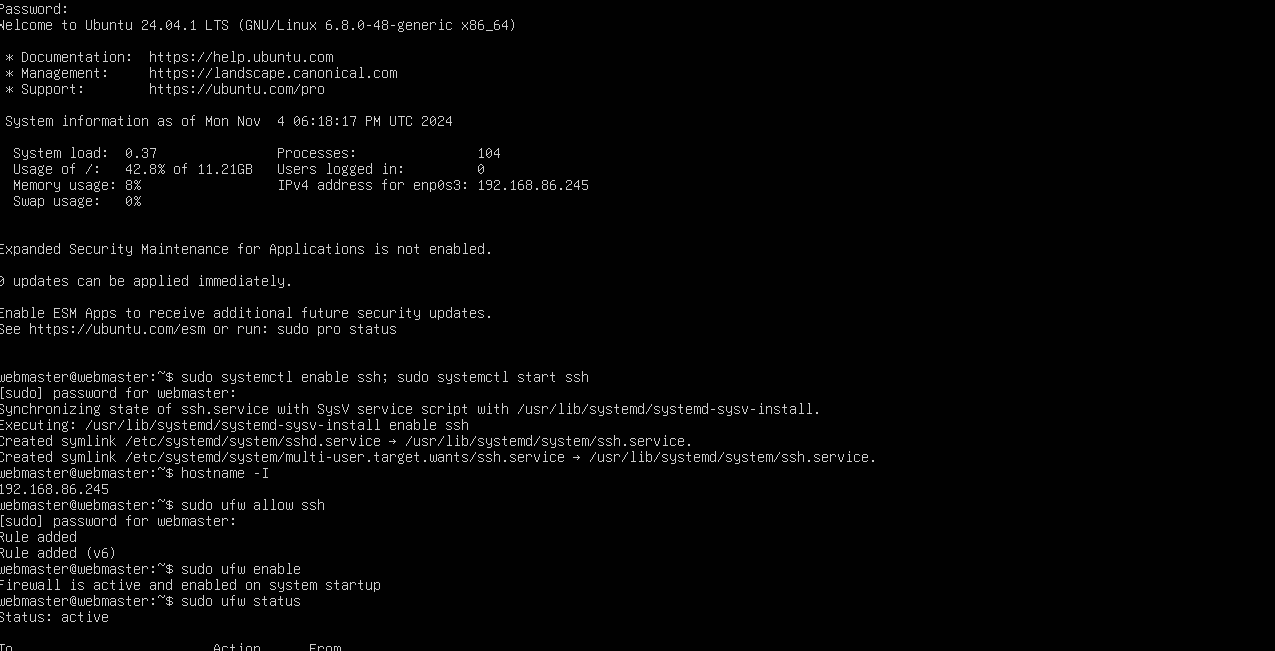 Password:
Welcome to Ubuntu 24.04.1 LTS (GNU/Linux 6.8.0-48-generic x86_64)
* Documentation:  https://help.ubuntu.com
* Management:     https://landscape.canonical.com
* Support:        https://ubuntu.com/pro
System information as of Mon Nov  4 06:18:17 PM UTC 2024
System load:  0.37                Processes:               104
Usage of /:   42.8% of 11.21GB   Users logged in:         0
Memory usage: 8%                 IPv4 address for enp0s3: 192.168.86.245
Swap usage:   0%
Expanded Security Maintenance for Applications is not enabled.
0 updates can be applied immediately.
Enable ESM Apps to receive additional future security updates.
See https://ubuntu.com/esm or run: sudo pro status
webmaster@webmaster:~$ sudo systemctl enable ssh; sudo systemctl start ssh
[sudo] password for webmaster:
Synchronizing state of ssh.service with SysV service script with /usr/lib/systemd/systemd-sysv-install.
Executing: /usr/lib/systemd/systemd-sysv-install enable ssh
Created symlink /etc/systemd/system/sshd.service → /usr/lib/systemd/system/ssh.service.
Created symlink /etc/systemd/system/multi-user.target.wants/ssh.service → /usr/lib/systemd/system/ssh.service.
webmaster@webmaster:~$ hostname -I
192.168.86.245
webmaster@webmaster:~$ sudo ufw allow ssh
[sudo] password for webmaster:
Rule added
Rule added (v6)
webmaster@webmaster:~$ sudo ufw enable
Firewall is active and enabled on system startup
webmaster@webmaster:~$ sudo ufw status
Status: active
To                         Action      From